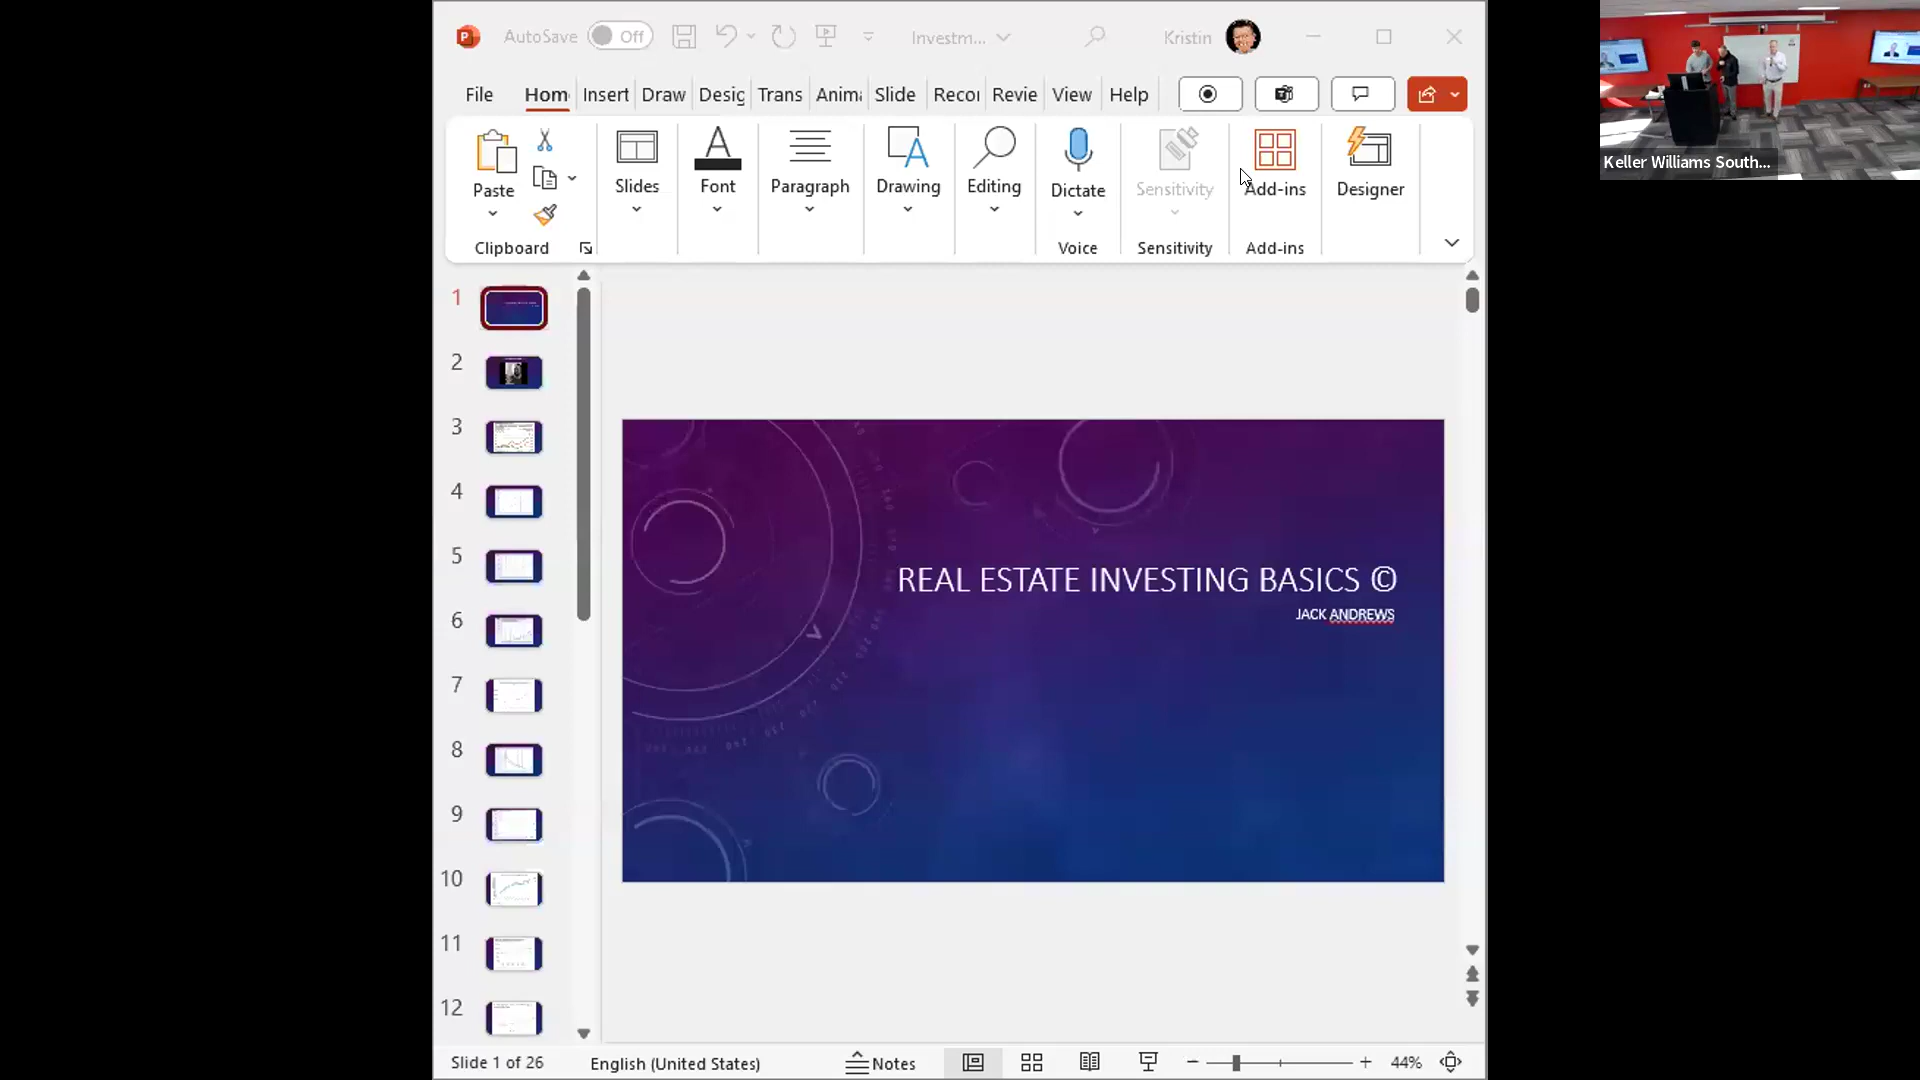 AutoSave Off Investm... Kristin
File Hom Insert Draw Desig Trans Anima Slide Recor Revie View Help
Paste Slides Font Paragraph Drawing Editing Dictate Sensitivity Add-ins Designer
Clipboard Voice Sensitivity Add-ins
1
2
3
4
5
6
7
8
9
10
11
12
REAL ESTATE INVESTING BASICS ©
JACK ANDREWS
Slide 1 of 26 English (United States) Notes 44%
Keller Williams South...